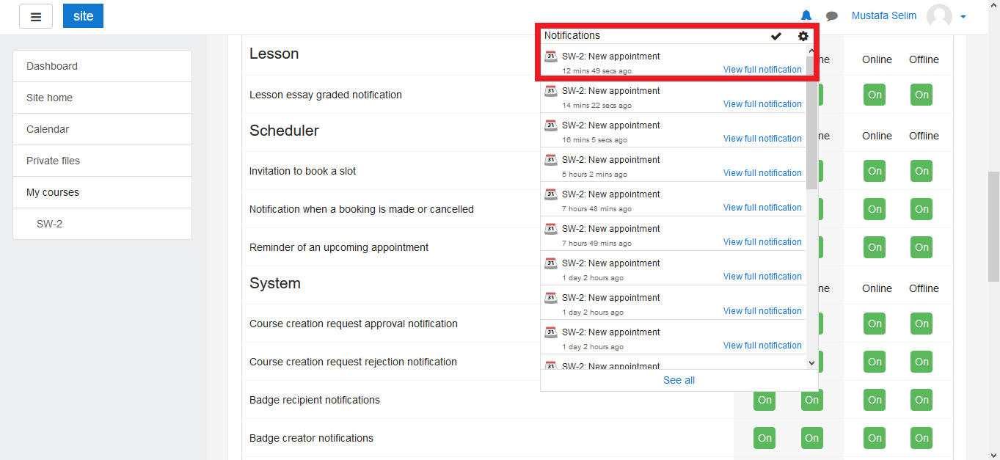 site
Mustafa Selim
Dashboard
Site home
Calendar
Private files
My courses
SW-2
Notifications
31 SW-2: New appointment
12 mins 49 secs ago View full notification
31 SW-2: New appointment
14 mins 22 secs ago View full notification
31 SW-2: New appointment
16 mins 5 secs ago View full notification
31 SW-2: New appointment
5 hours 2 mins ago View full notification
31 SW-2: New appointment
7 hours 48 mins ago View full notification
31 SW-2: New appointment
7 hours 49 mins ago View full notification
31 SW-2: New appointment
1 day 2 hours ago View full notification
31 SW-2: New appointment
1 day 2 hours ago View full notification
31 SW-2: New appointment
1 day 2 hours ago View full notification
31 SW-2: New appointment
See all
Lesson ne Online Offline
Lesson essay graded notification On On
Scheduler ne Online Offline
Invitation to book a slot On On
Notification when a booking is made or cancelled On On
Reminder of an upcoming appointment On On
System ne Online Offline
Course creation request approval notification On On
Course creation request rejection notification On On
Badge recipient notifications On On On On
Badge creator notifications On On On On